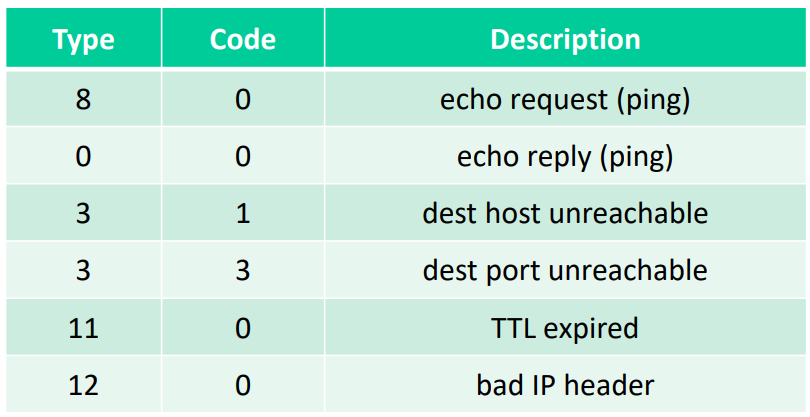 Type Code Description
8 0 echo request (ping)
0 0 echo reply (ping)
3 1 dest host unreachable
3 3 dest port unreachable
11 0 TTL expired
12 0 bad IP header